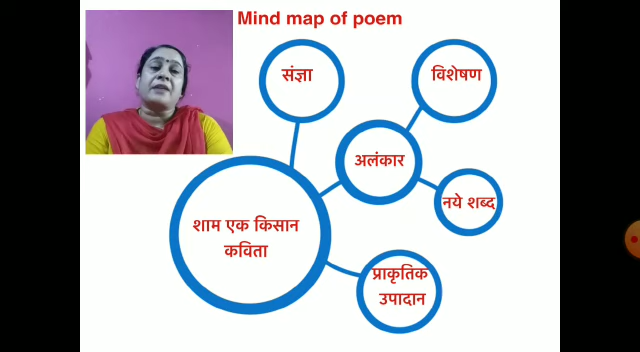 Mind map of poem
संज्ञा
विशेषण
अलंकार
नये शब्द
शाम एक किसान
कविता
प्राकृतिक
उपादान